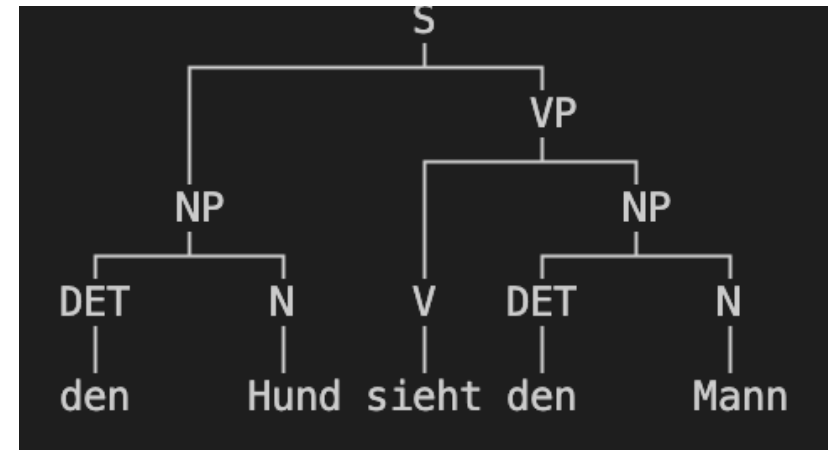 S
VP
NP NP
DET N V DET N
den Hund sieht den Mann